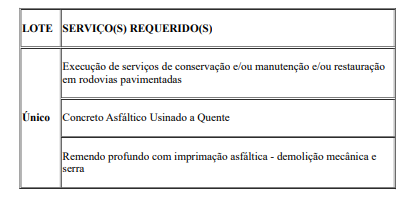 LOTE SERVIÇO(S) REQUERIDO(S)
Execução de serviços de conservação e/ou manutenção e/ou restauração
em rodovias pavimentadas
Único
Concreto Asfáltico Usinado a Quente
Remendo profundo com imprimação asfáltica - demolição mecânica e
serra